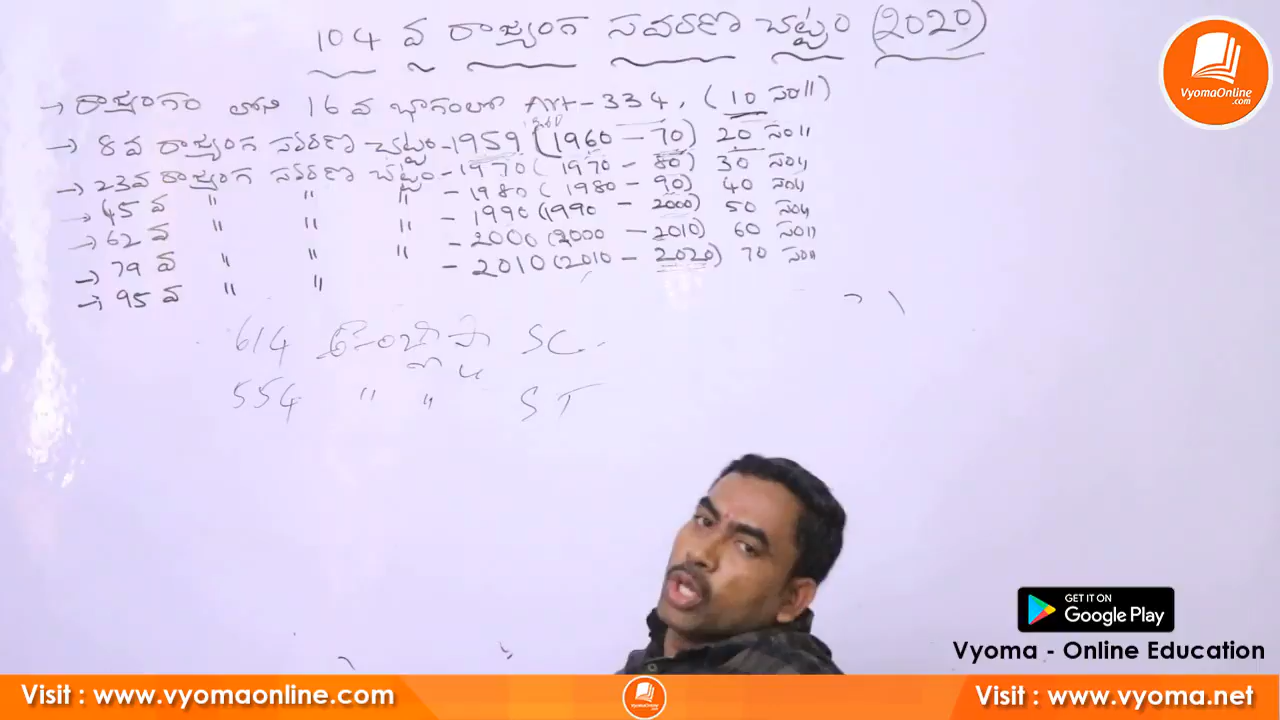 104 వ రాజ్యంగ సవరణ చట్టం (2020)
→ రాజ్యంగం లోని 16 వ భాగంలో Art-334, (10 సం||)
→ 8వ రాజ్యంగ సవరణ చట్టం-1959 (1960 – 70) 20 సం||
→ 23వ రాజ్యంగ సవరణ చట్టం-1970 (1970 – 80) 30 సం||
→ 45 వ " " " - 1980 (1980 – 90) 40 సం||
→ 62 వ " " " - 1990 (1990 – 2000) 50 సం||
→ 79 వ " " " - 2000 (2000 – 2010) 60 సం||
→ 95 వ " " - 2010 (2010 – 2020) 70 సం||
614 SC
554 " " ST
VyomaOnline
.com
GET IT ON
Google Play
Vyoma - Online Education
Visit : www.vyomaonline.com
Visit : www.vyoma.net